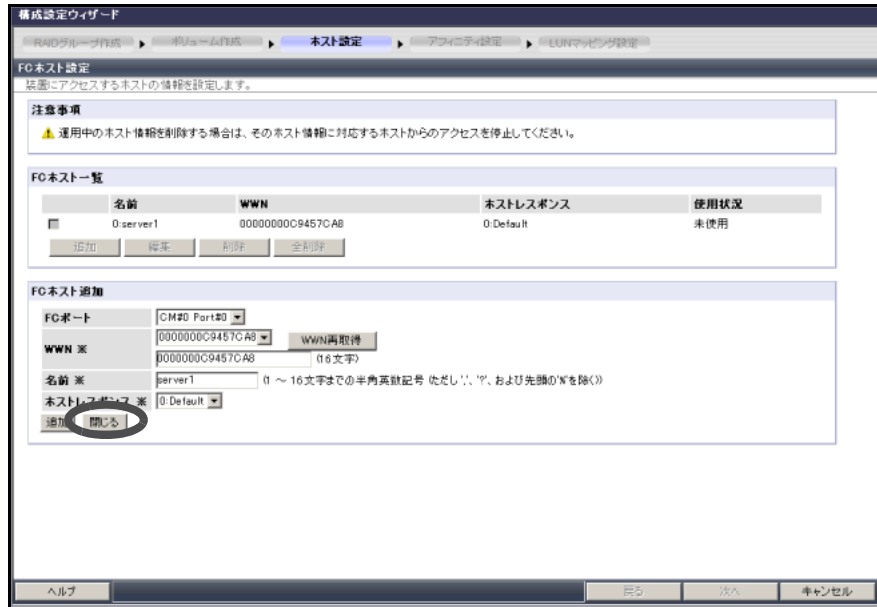 構成設定ウィザード
RAIDグループ作成 ボリューム作成 ホスト設定 アフィニティ設定 LUNマッピング設定
FCホスト設定
装置にアクセスするホストの情報を設定します。
注意事項
運用中のホスト情報を削除する場合は、そのホスト情報に対応するホストからのアクセスを停止してください。
FCホスト一覧
名前 WWN ホストレスポンス 使用状況
0:server1 00000000C9457CA8 0:Default 未使用
追加 編集 削除 全削除
FCホスト追加
FCポート CM#0 Port#0
WWN ※ 0000000C9457CA8 WWN再取得
0000000C9457CA8 (16文字)
名前 ※ server1 (1 ～ 16文字までの半角英数記号 (ただし','、'?'、および先頭の'%'を除く))
ホストレスポンス ※ 0:Default
追加 閉じる
ヘルプ 戻る 次へ キャンセル